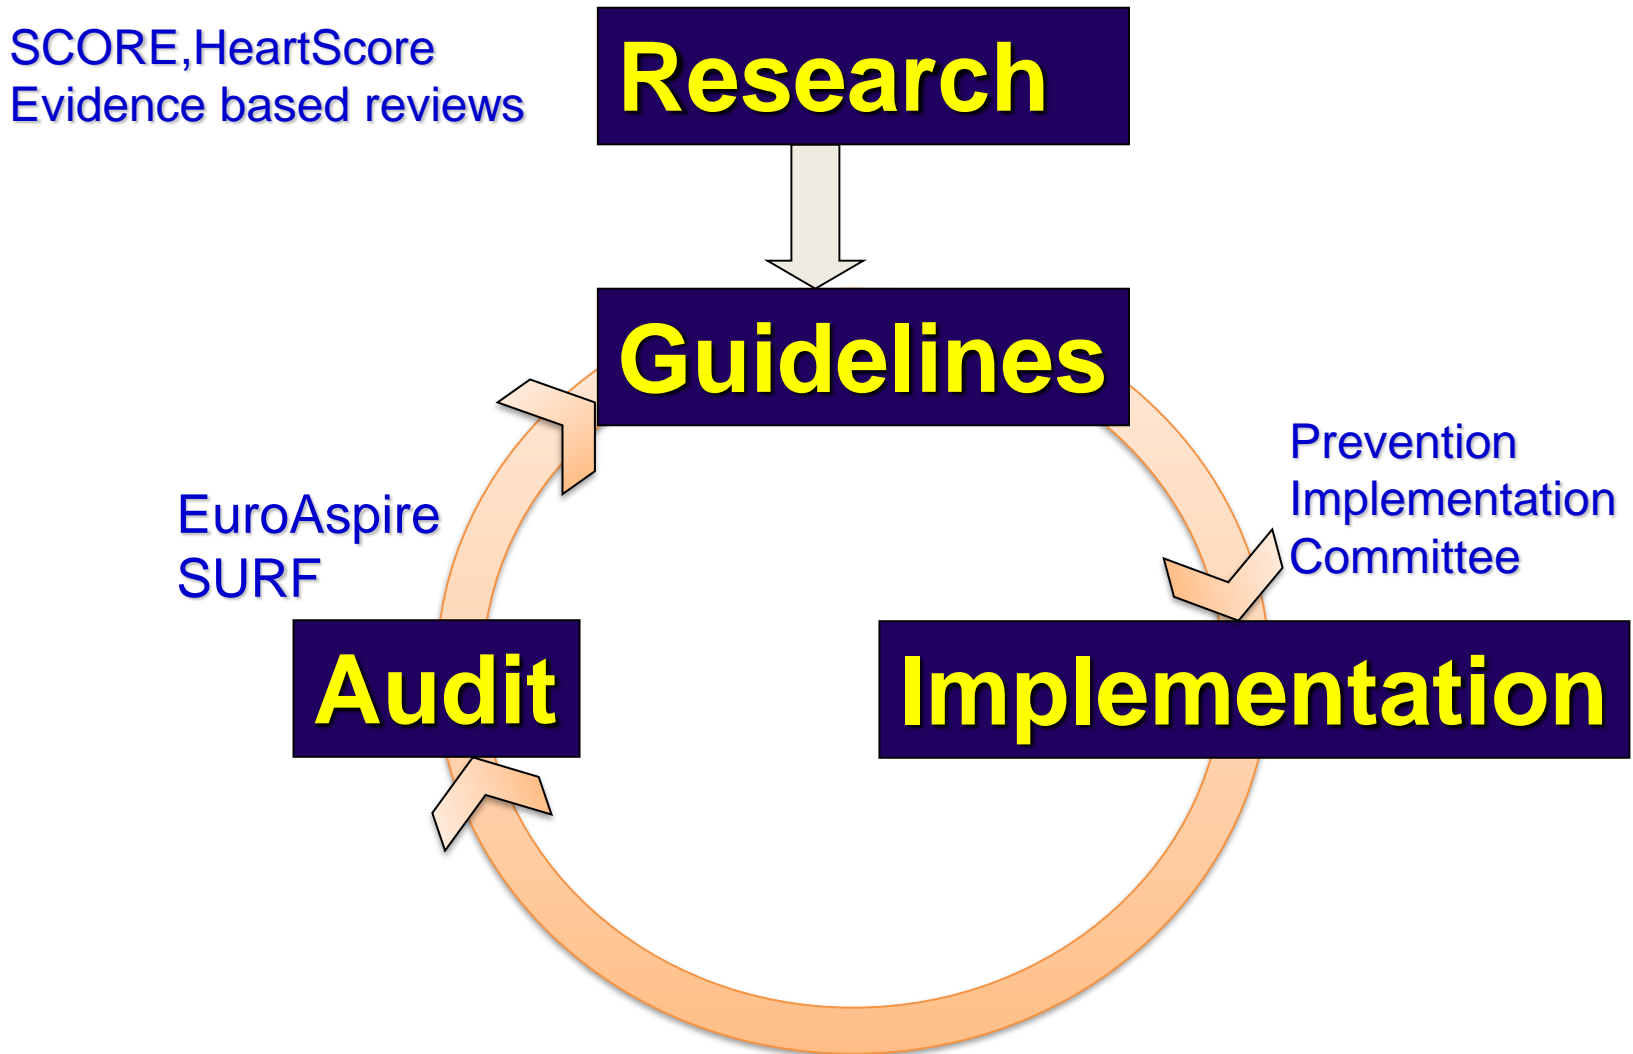 SCORE,HeartScore
Evidence based reviews
Research
Guidelines
Prevention
Implementation
Committee
EuroAspire
SURF
Audit
Implementation